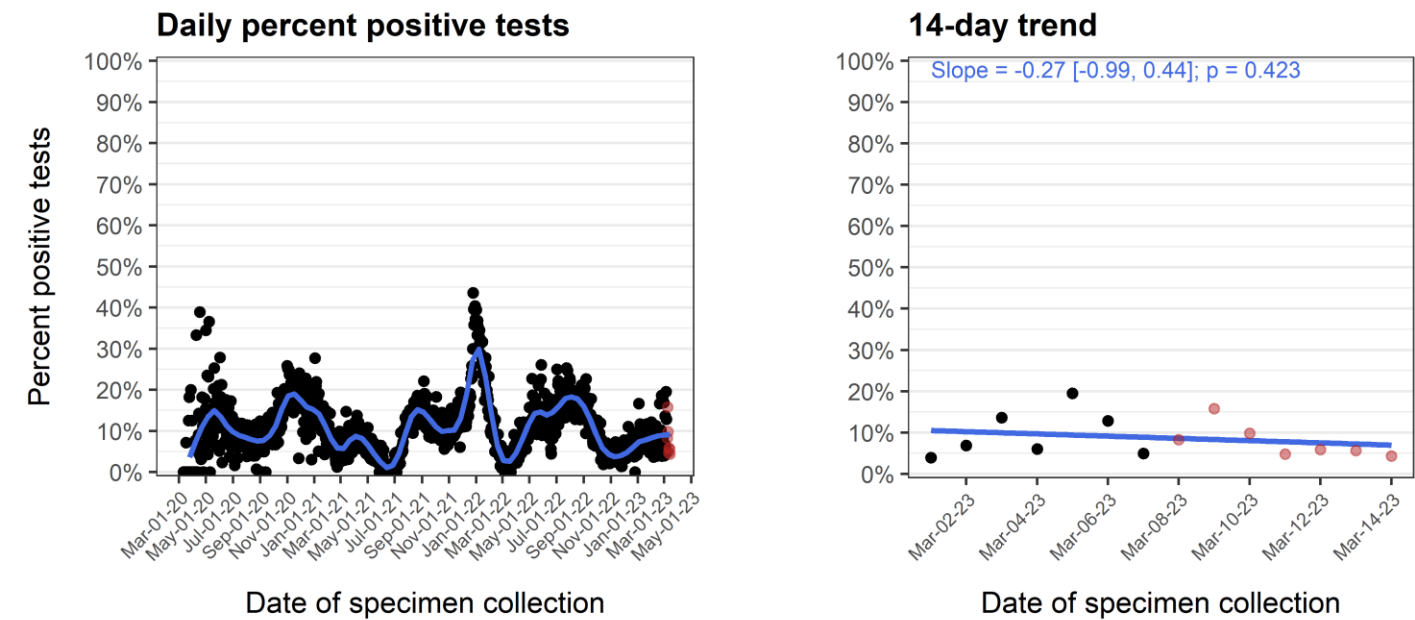 Daily percent positive tests
Percent positive tests
100%
90%
80%
70%
60%
50%
40%
30%
20%
10%
0%
Mar-01-20
May-01-20
Jul-01-20
Sep-01-20
Nov-01-20
Jan-01-21
Mar-01-21
May-01-21
Jul-01-21
Sep-01-21
Nov-01-21
Jan-01-22
Mar-01-22
May-01-22
Jul-01-22
Sep-01-22
Nov-01-22
Jan-01-23
Mar-01-23
May-01-23
Date of specimen collection
14-day trend
Slope = -0.27 [-0.99, 0.44]; p = 0.423
100%
90%
80%
70%
60%
50%
40%
30%
20%
10%
0%
Mar-02-23
Mar-04-23
Mar-06-23
Mar-08-23
Mar-10-23
Mar-12-23
Mar-14-23
Date of specimen collection